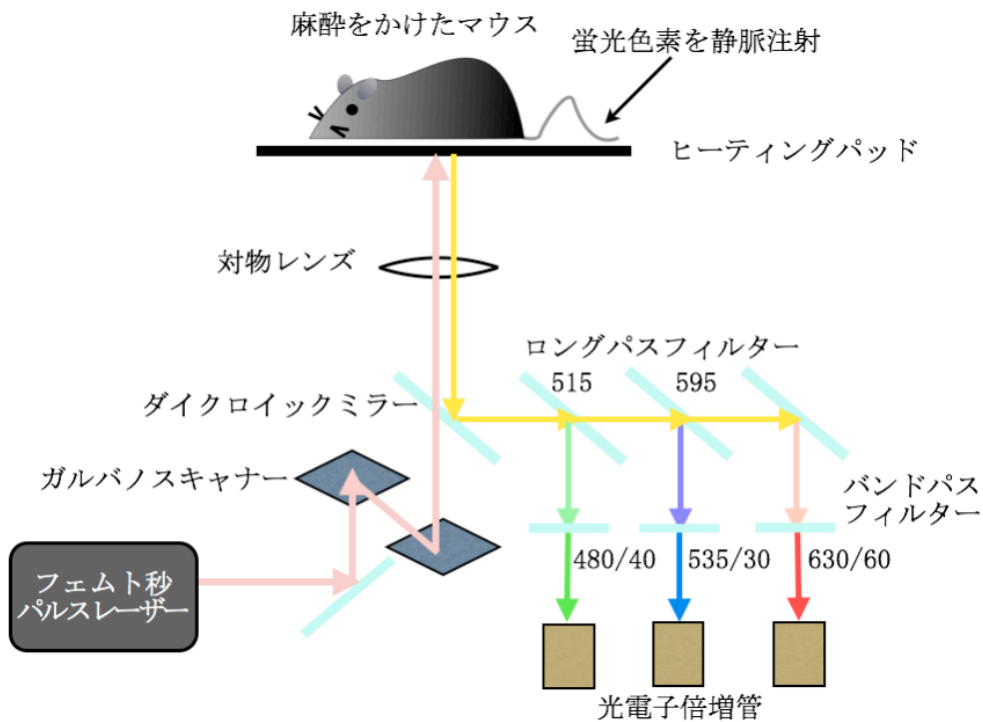 麻酔をかけたマウス
蛍光色素を静脈注射
ヒーティングパッド
対物レンズ
ロングパスフィルター
515
595
ダイクロイックミラー
ガルバノスキャナー
バンドパス
フィルター
480/40
535/30
630/60
フェムト秒
パルスレーザー
光電子倍増管